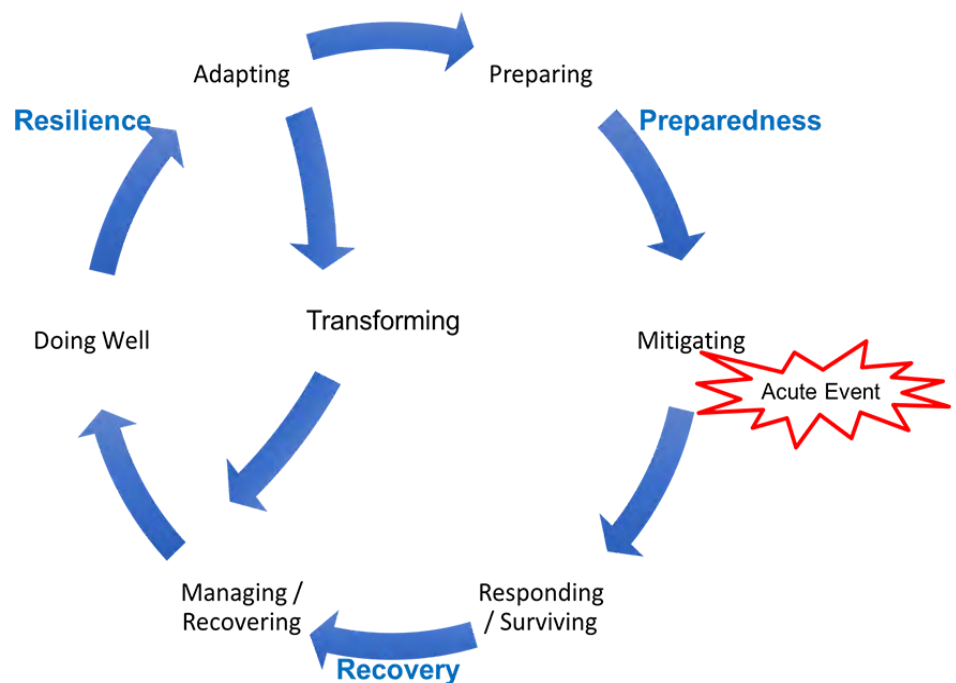 Adapting
Preparing
Resilience
Preparedness
Doing Well
Transforming
Mitigating
Acute Event
Managing /
Recovering
Responding
/ Surviving
Recovery